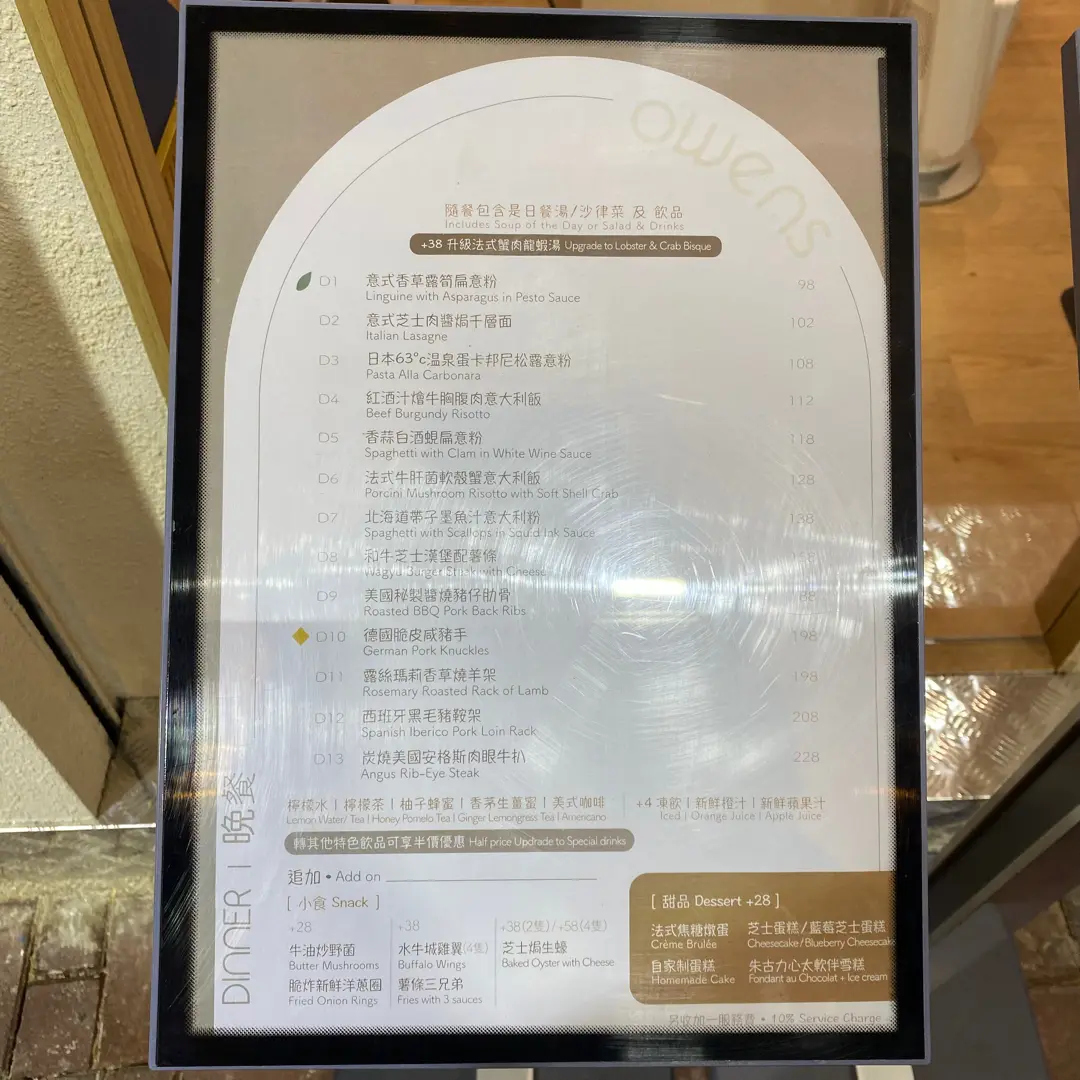 owens
隨餐包含是日餐湯/沙律菜 及 飲品
Includes Soup of the Day or Salad & Drinks
+38 升級法式蟹肉龍蝦湯 Upgrade to Lobster & Crab Bisque
D1 意式香草露筍扁意粉 98
Linguine with Asparagus in Pesto Sauce
D2 意式芝士肉醬焗千層面 102
Italian Lasagne
D3 日本63°c温泉蛋卡邦尼松露意粉 108
Pasta Alla Carbonara
D4 紅酒汁燴牛胸腹肉意大利飯 112
Beef Burgundy Risotto
D5 香蒜白酒蜆扁意粉 118
Spaghetti with Clam in White Wine Sauce
D6 法式牛肝菌軟殼蟹意大利飯 128
Porcini Mushroom Risotto with Soft Shell Crab
D7 北海道帶子墨魚汁意大利粉 138
Spaghetti with Scallops in Squid Ink Sauce
D8 和牛芝士漢堡配薯條
Wagyu Burger Steak with Cheese
D9 美國秘製醬燒豬仔肋骨
Roasted BBQ Pork Back Ribs
D10 德國脆皮咸豬手 198
German Pork Knuckles
D11 露絲瑪莉香草燒羊架 198
Rosemary Roasted Rack of Lamb
D12 西班牙黑毛豬鞍架 208
Spanish Iberico Pork Loin Rack
D13 炭燒美國安格斯肉眼牛扒 228
Angus Rib-Eye Steak
檸檬水 | 檸檬茶 | 柚子蜂蜜 | 香茅生薑蜜 | 美式咖啡 +4 凍飲 | 新鮮橙汁 | 新鮮蘋果汁
Lemon Water/ Tea | Honey Pomelo Tea | Ginger Lemongrass Tea | Americano Iced | Orange Juice | Apple Juice
轉其他特色飲品可享半價優惠 Half price Upgrade to Special drinks
DINNER | 晩餐
追加 • Add on
[ 小食 Snack ]
+28
牛油炒野菌
Butter Mushrooms
脆炸新鮮洋蔥圈
Fried Onion Rings
+38
水牛城雞翼(4隻)
Buffalo Wings
薯條三兄弟
Fries with 3 sauces
+38(2隻)/+58(4隻)
芝士焗生蠔
Baked Oyster with Cheese
[ 甜品 Dessert +28 ]
法式焦糖燉蛋 芝士蛋糕/藍莓芝士蛋糕
Crème Brulée Cheesecake/Blueberry Cheesecake
自家制蛋糕 朱古力心太軟伴雪糕
Homemade Cake Fondant au Chocolat + Ice cream
另收加一服務費 • 10% Service Charge